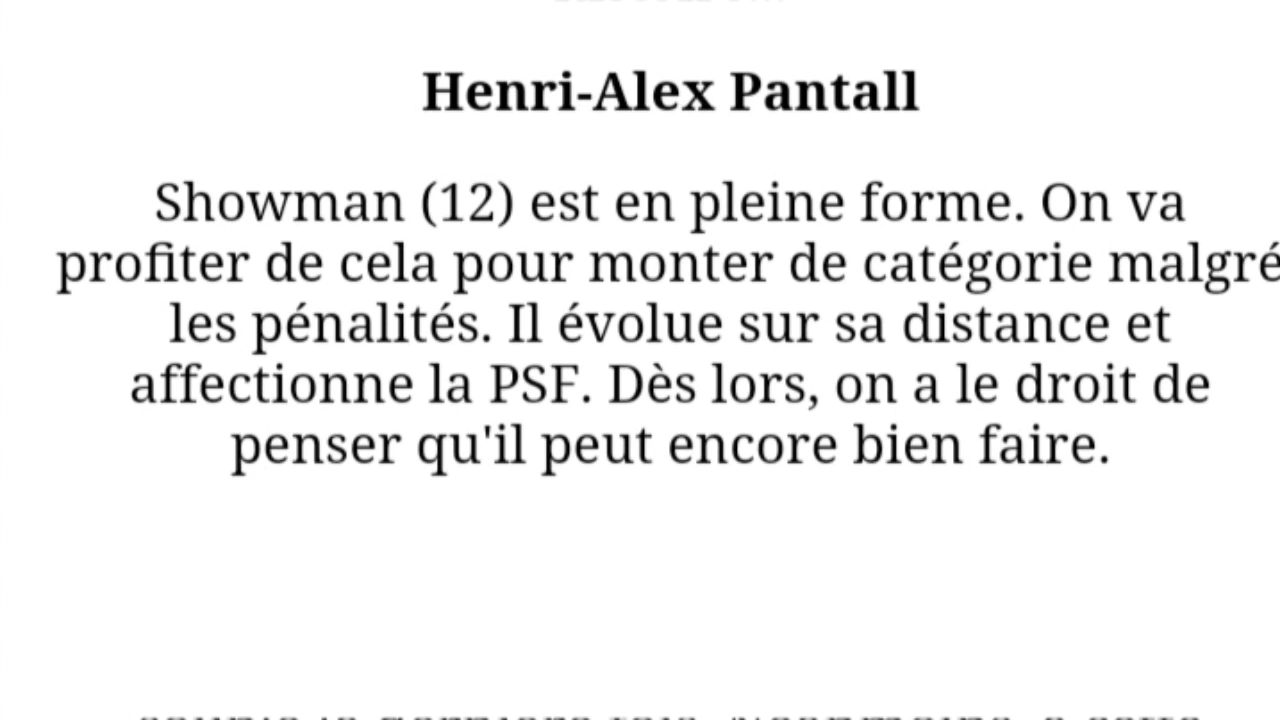 Henri-Alex Pantall
Showman (12) est en pleine forme. On va
profiter de cela pour monter de catégorie malgré
les pénalités. Il évolue sur sa distance et
affectionne la PSF. Dès lors, on a le droit de
penser qu'il peut encore bien faire.